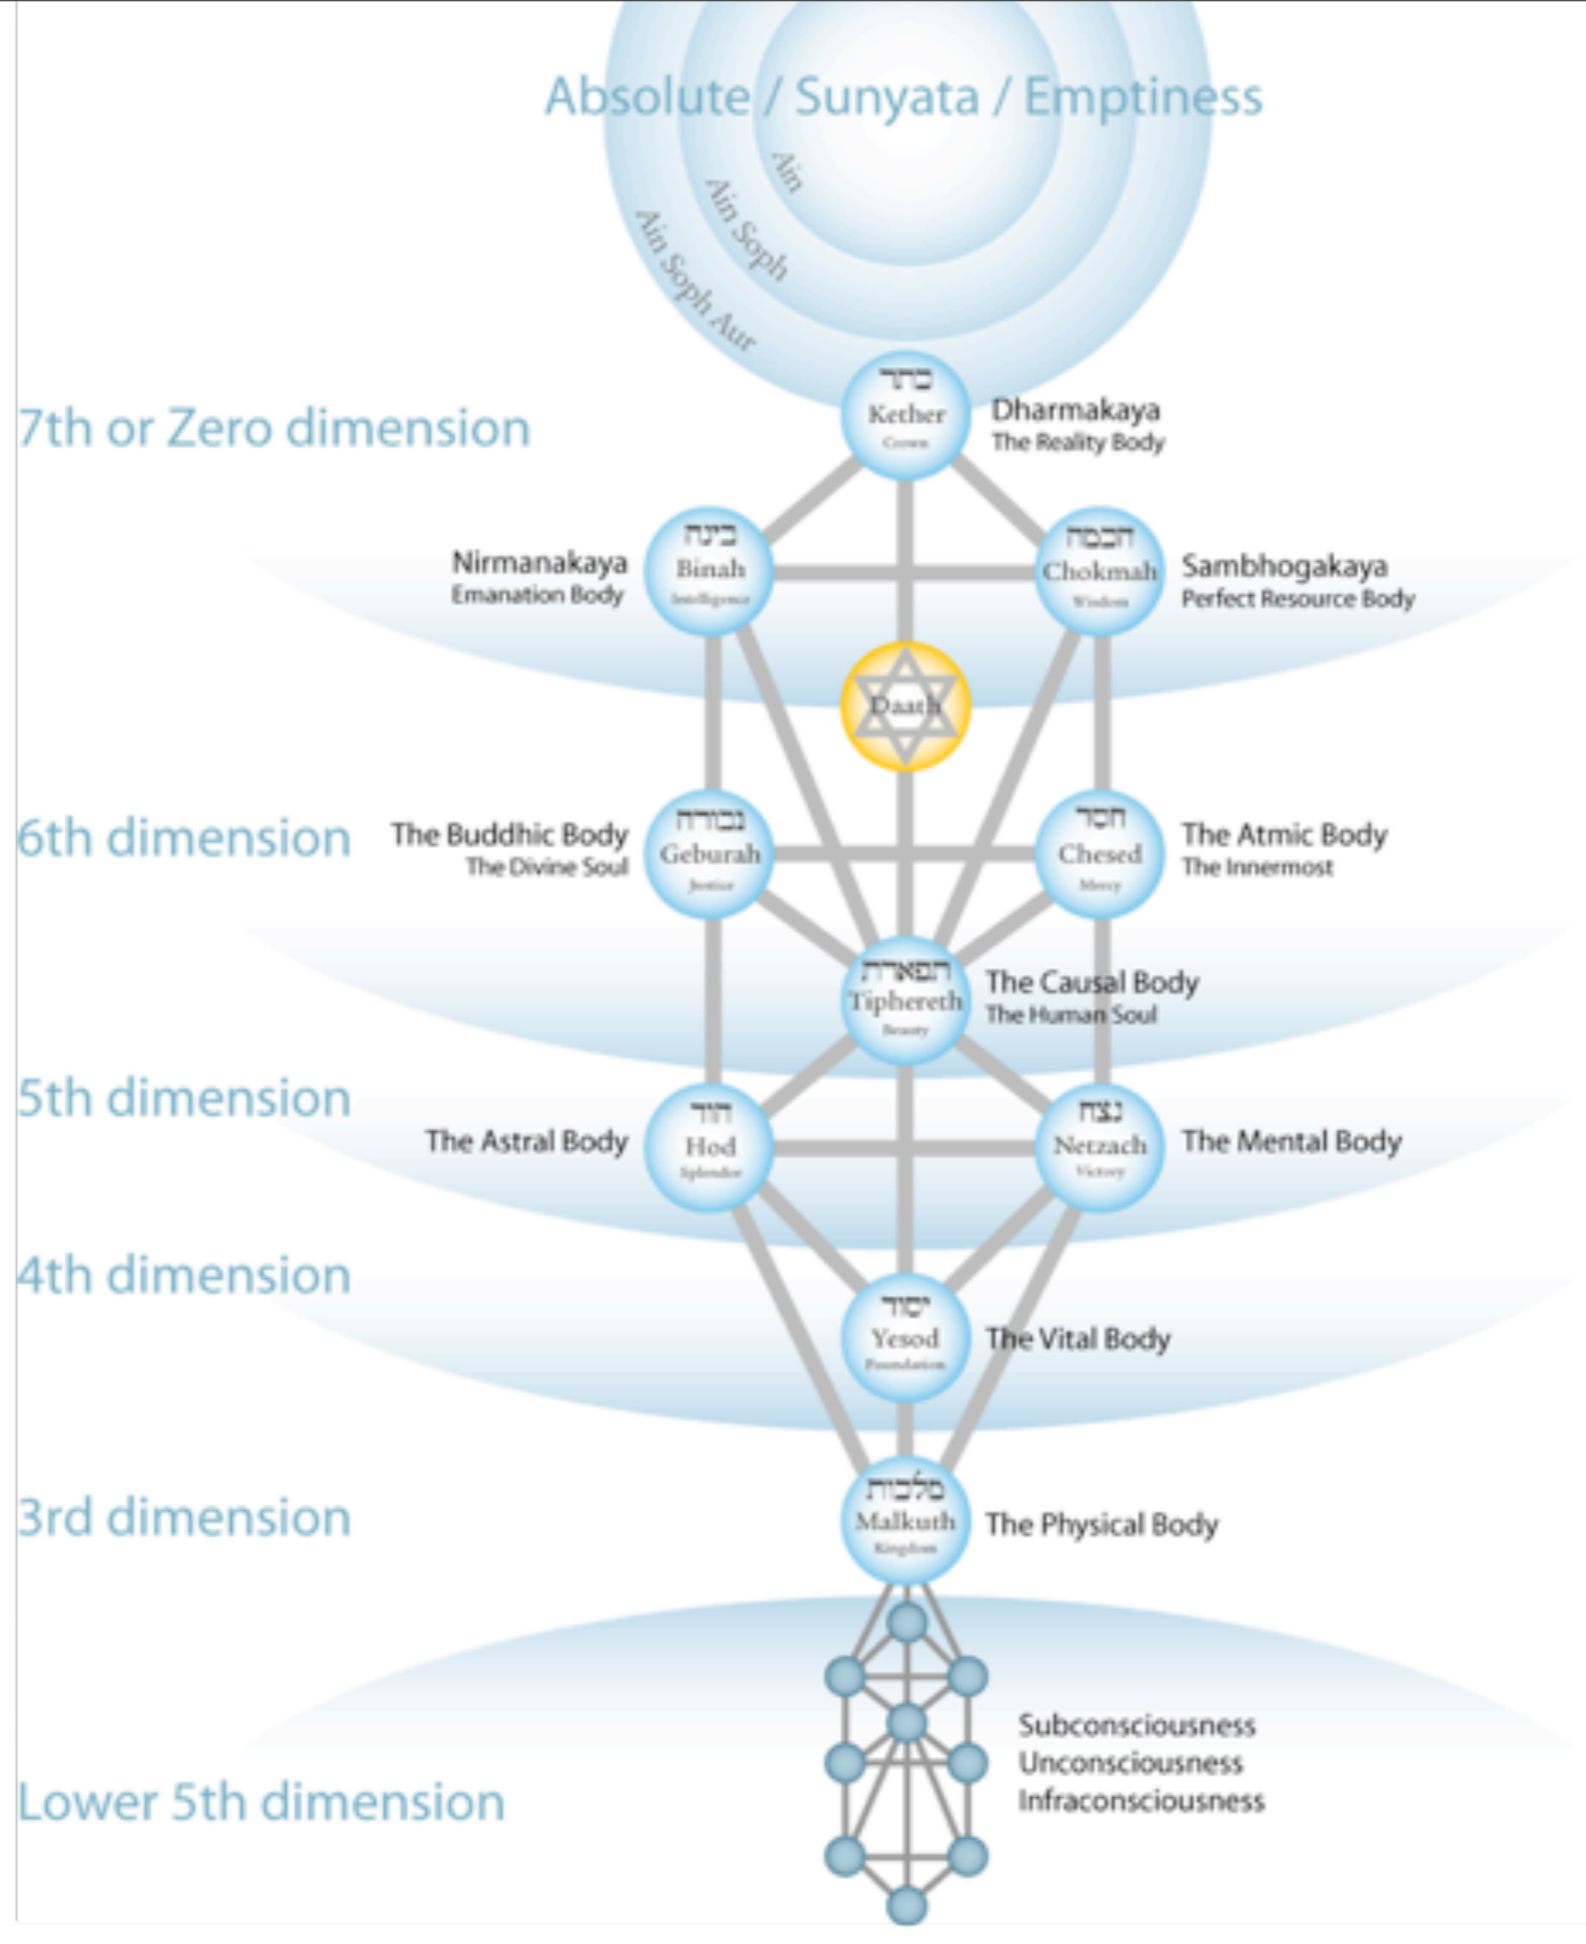 Absolute / Sunyata / Emptiness
Ain
Ain Soph
Ain Soph Aur
7th or Zero dimension
כתר
Kether
Crown
Dharmakaya
The Reality Body
Nirmanakaya
Emanation Body
בינה
Binah
Intelligence
חכמה
Chokmah
Wisdom
Sambhogakaya
Perfect Resource Body
Daath
6th dimension
The Buddhic Body
The Divine Soul
גבורה
Geburah
Justice
חסד
Chesed
Mercy
The Atmic Body
The Innermost
תפארת
Tiphereth
Beauty
The Causal Body
The Human Soul
5th dimension
The Astral Body
הוד
Hod
Splendor
נצח
Netzach
Victory
The Mental Body
4th dimension
יסוד
Yesod
Foundation
The Vital Body
3rd dimension
מלכות
Malkuth
Kingdom
The Physical Body
Subconsciousness
Unconsciousness
Infraconsciousness
Lower 5th dimension